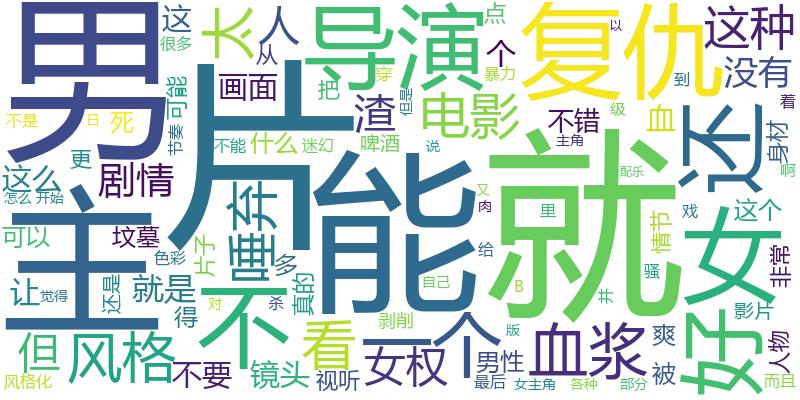 男
片
能
就
主
导演
复仇
这种
没有
还
女
好
不
风格
一个
血浆
看
女权
唾弃
剧情
电影
渣
太
人
这
很多
从
画面
把
个
点
穿
暴力
但是
以
到
着
不错
自
级
主角
身材
啊
配乐
说
啤酒
迷幻
什么
不能
可能
节奏
死
日
不是
更
这么
怎么
开始
坟墓
可以
片子
色彩
多
让
觉得
还是
就是
得
对
杀
真的
剥削
自己
给
肉
又
里
戏
情节
这个
非常
骚
B
井
影片
人物
爽
被
而且
部分
各种
版
女主角
最后
男性
视听
镜头
不要
但
风格化